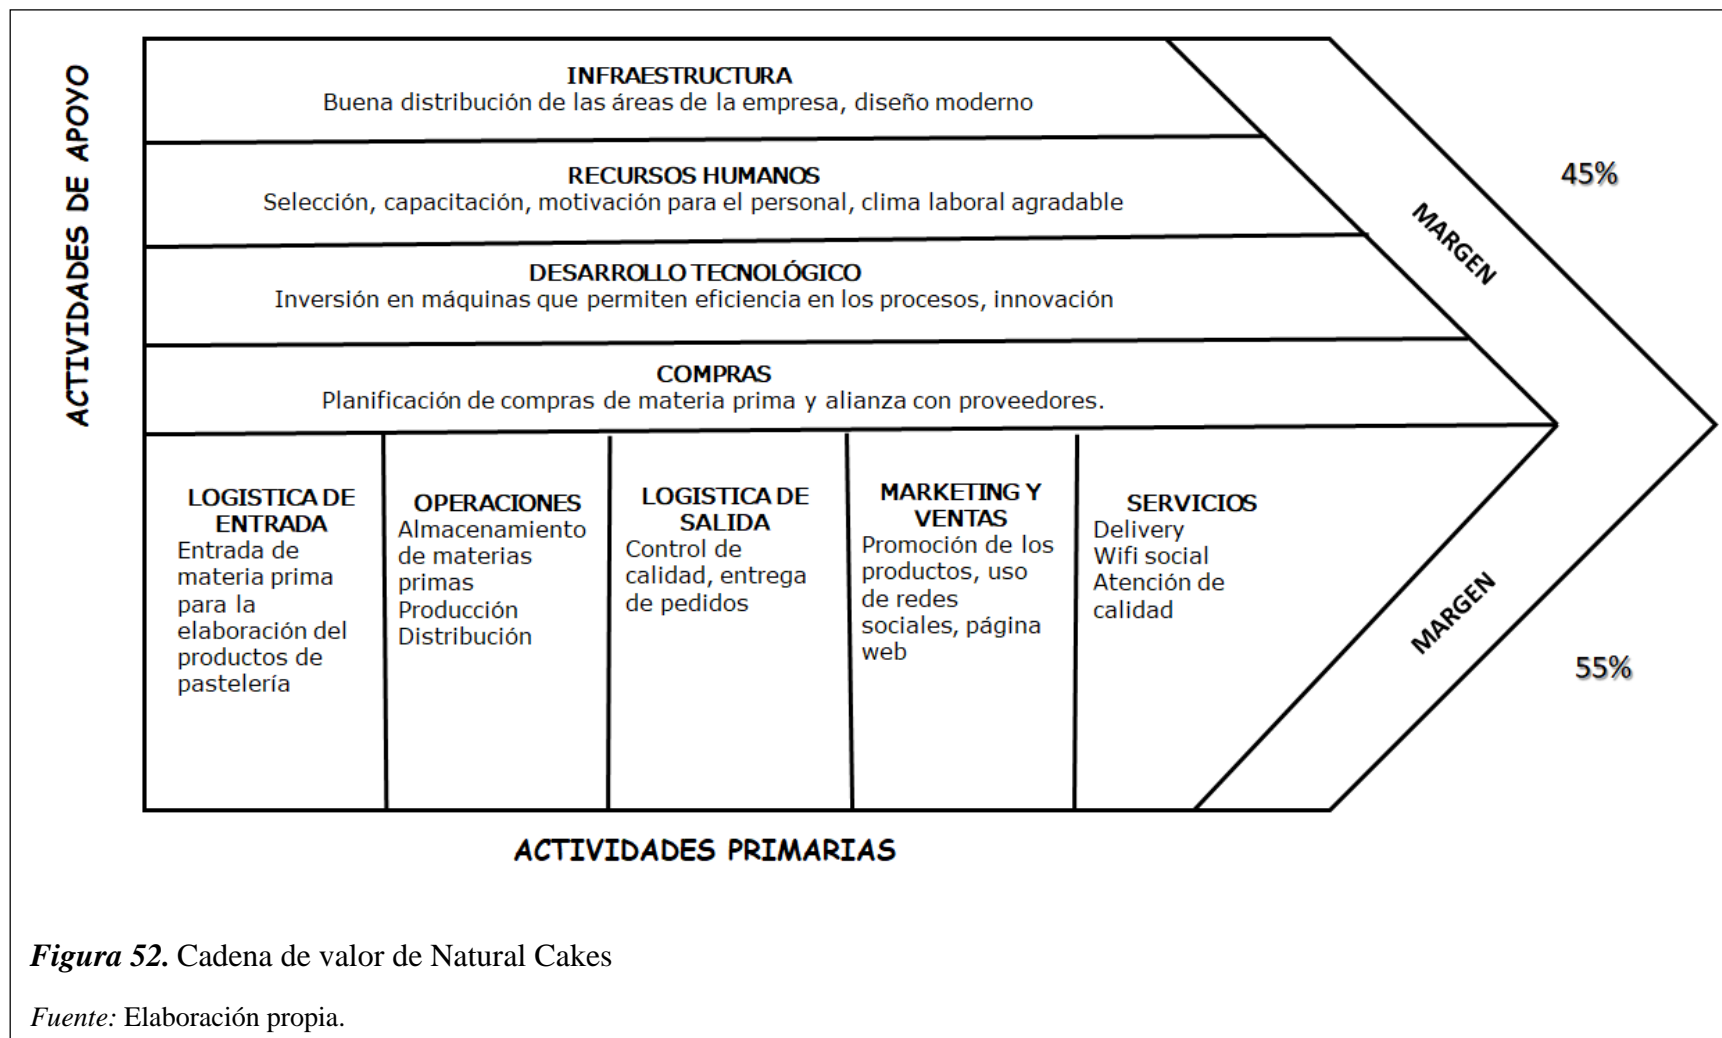 ACTIVIDADES DE APOYO
INFRAESTRUCTURA
Buena distribución de las áreas de la empresa, diseño moderno
RECURSOS HUMANOS
Selección, capacitación, motivación para el personal, clima laboral agradable
DESARROLLO TECNOLÓGICO
Inversión en máquinas que permiten eficiencia en los procesos, innovación
COMPRAS
Planificación de compras de materia prima y alianza con proveedores.
MARGEN
45%
LOGISTICA DE
ENTRADA
Entrada de
materia prima
para la
elaboración del
productos de
pastelería
OPERACIONES
Almacenamiento
de materias
primas
Producción
Distribución
LOGISTICA DE
SALIDA
Control de
calidad, entrega
de pedidos
MARKETING Y
VENTAS
Promoción de los
productos, uso
de redes
sociales, página
web
SERVICIOS
Delivery
Wifi social
Atención de
calidad
MARGEN
55%
ACTIVIDADES PRIMARIAS
Figura 52. Cadena de valor de Natural Cakes
Fuente: Elaboración propia.